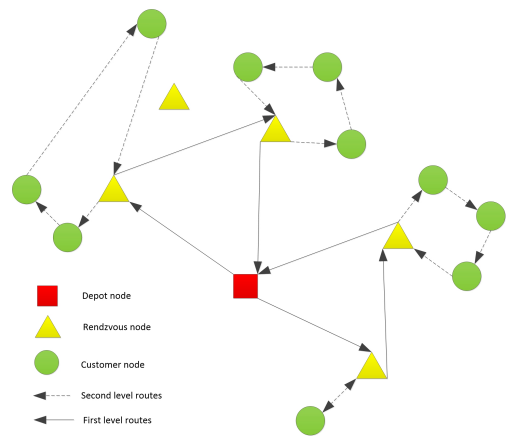 Depot node
Rendzvous node
Customer node
Second level routes
First level routes